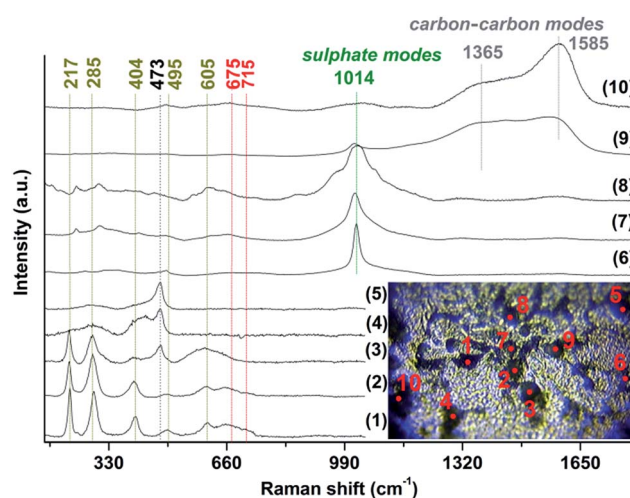 carbon-carbon modes
1365 1585
sulphate modes
1014
217 285 404 473 495 605 675 715
(10)
(9)
(8)
(7)
(6)
(5)
(4)
(3)
(2)
(1)
Intensity (a.u.)
8 5
1 7 9
2 6
10 4 3
330 660 990 1320 1650
Raman shift (cm-1)